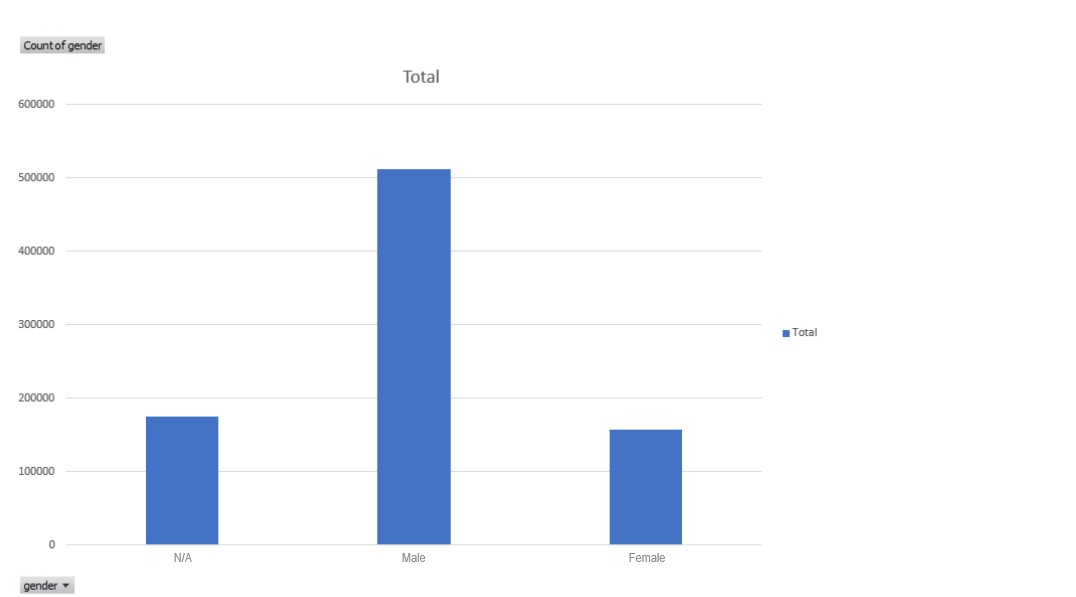 Count of gender
Total
600000
500000
400000
300000
Total
200000
100000
0
N/A Male Female
gender